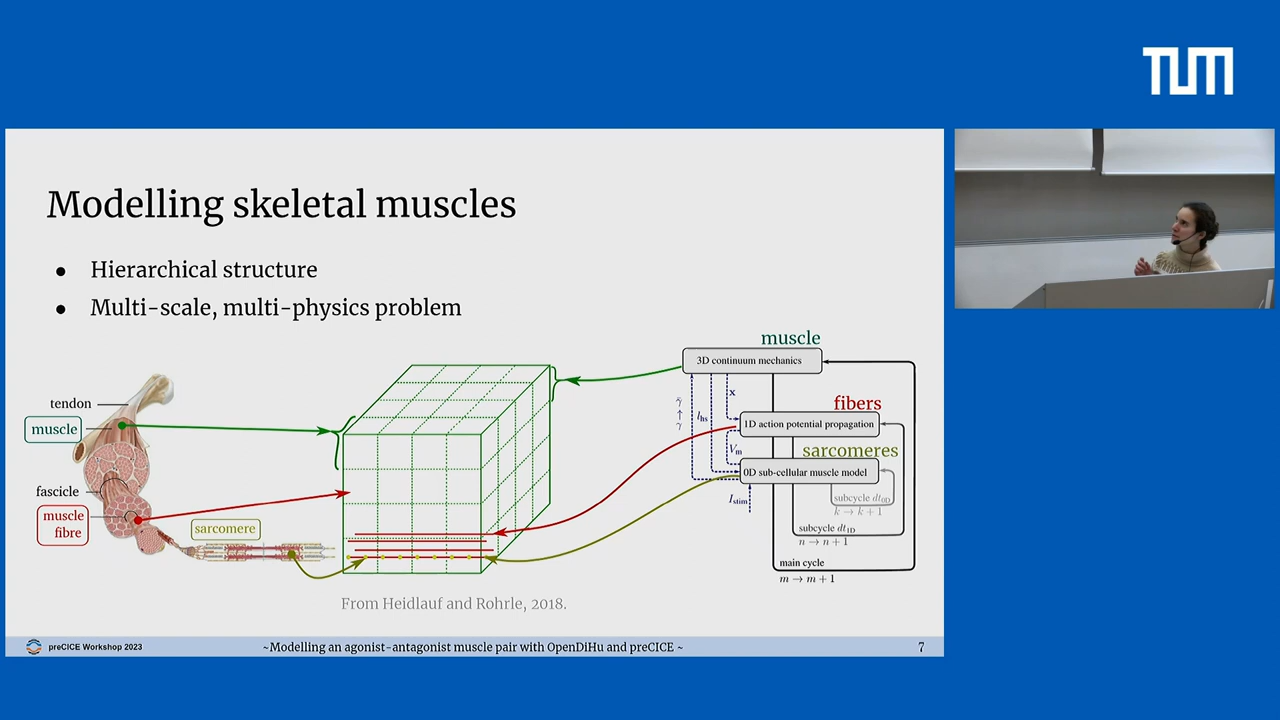 TUM
Modelling skeletal muscles
● Hierarchical structure
● Multi-scale, multi-physics problem
tendon
muscle
fascicle
muscle
fibre
sarcomere
muscle
3D continuum mechanics
x
γ̄ ↑ γ
l_hs
fibers
1D action potential propagation
V_m
sarcomeres
0D sub-cellular muscle model
I_stim
subcycle dt_0D
k → k + 1
subcycle dt_1D
n → n + 1
main cycle
m → m + 1
From Heidlauf and Rohrle, 2018.
preCICE Workshop 2023
~Modelling an agonist-antagonist muscle pair with OpenDiHu and preCICE ~
7